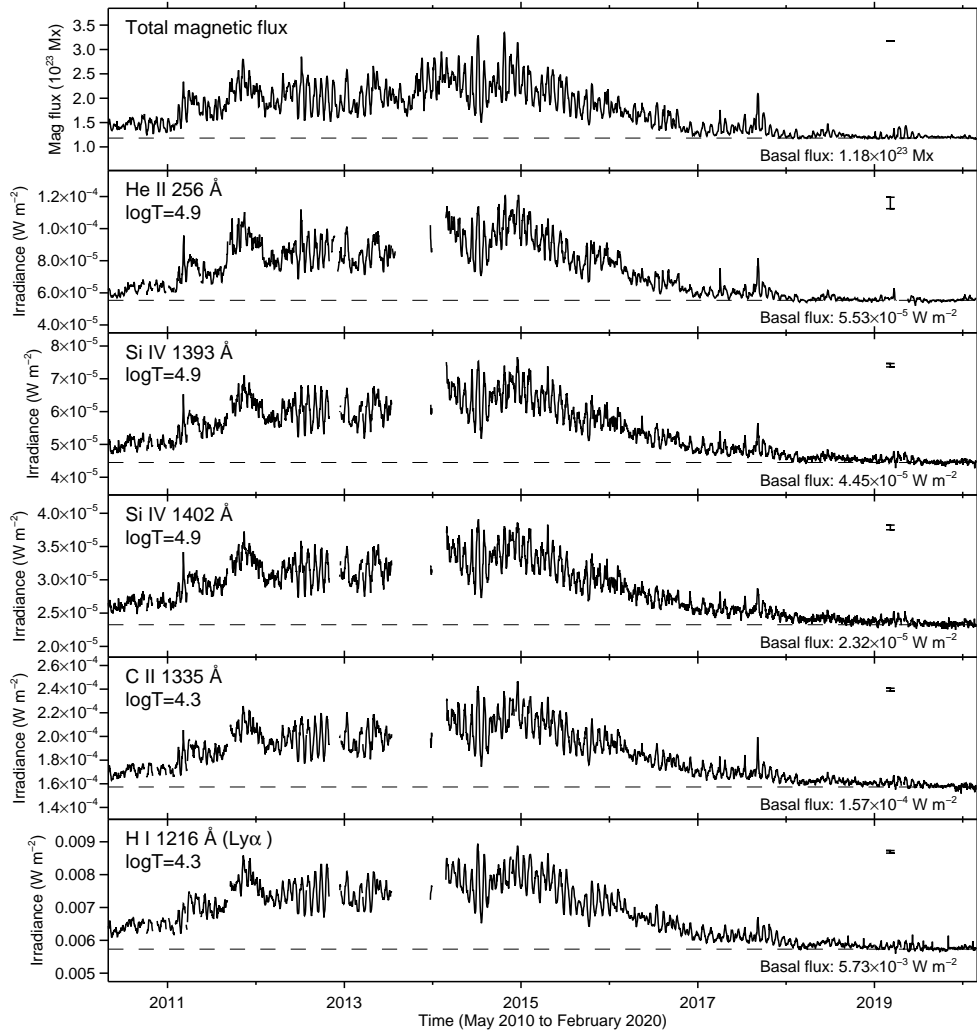 Total magnetic flux
3.5
3.0
2.5
2.0
1.5
1.0
Mag flux (10²³ Mx)
Basal flux: 1.18×10²³ Mx
He II 256 Å
logT=4.9
1.2×10⁻⁴
1.0×10⁻⁴
8.0×10⁻⁵
6.0×10⁻⁵
4.0×10⁻⁵
Irradiance (W m⁻²)
Basal flux: 5.53×10⁻⁵ W m⁻²
Si IV 1393 Å
logT=4.9
8×10⁻⁵
7×10⁻⁵
6×10⁻⁵
5×10⁻⁵
4×10⁻⁵
Irradiance (W m⁻²)
Basal flux: 4.45×10⁻⁵ W m⁻²
Si IV 1402 Å
logT=4.9
4.0×10⁻⁵
3.5×10⁻⁵
3.0×10⁻⁵
2.5×10⁻⁵
2.0×10⁻⁵
Irradiance (W m⁻²)
Basal flux: 2.32×10⁻⁵ W m⁻²
C II 1335 Å
logT=4.3
2.6×10⁻⁴
2.4×10⁻⁴
2.2×10⁻⁴
2.0×10⁻⁴
1.8×10⁻⁴
1.6×10⁻⁴
1.4×10⁻⁴
Irradiance (W m⁻²)
Basal flux: 1.57×10⁻⁴ W m⁻²
H I 1216 Å (Lyα )
logT=4.3
0.009
0.008
0.007
0.006
0.005
Irradiance (W m⁻²)
Basal flux: 5.73×10⁻³ W m⁻²
2011 2013 2015 2017 2019
Time (May 2010 to February 2020)